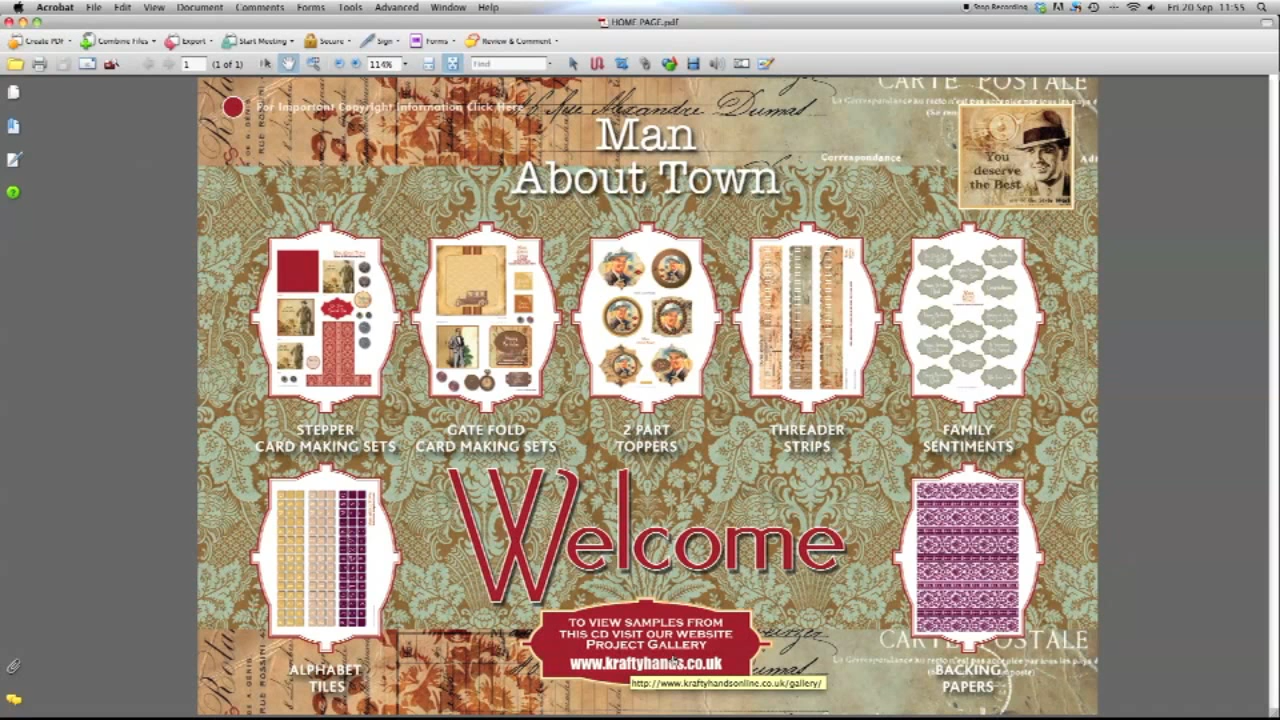 Acrobat File Edit View Document Comments Forms Tools Advanced Window Help
Stop Recording
Fri 20 Sep 11:55
HOME PAGE.pdf
Create PDF Combine Files Export Start Meeting Secure Sign Forms Review & Comment
1 (1 of 1) 114% Find
For Important Copyright Information Click Here
Rue Alexandre Dumas
CARTE POSTALE
Correspondance
Man
About Town
You
deserve
the Best
STEPPER
CARD MAKING SETS
GATE FOLD
CARD MAKING SETS
2 PART
TOPPERS
THREADER
STRIPS
FAMILY
SENTIMENTS
Welcome
TO VIEW SAMPLES FROM
THIS CD VISIT OUR WEBSITE
PROJECT GALLERY
www.kraftyhands.co.uk
http://www.kraftyhandsonline.co.uk/gallery/
ALPHABET
TILES
BACKING
PAPERS